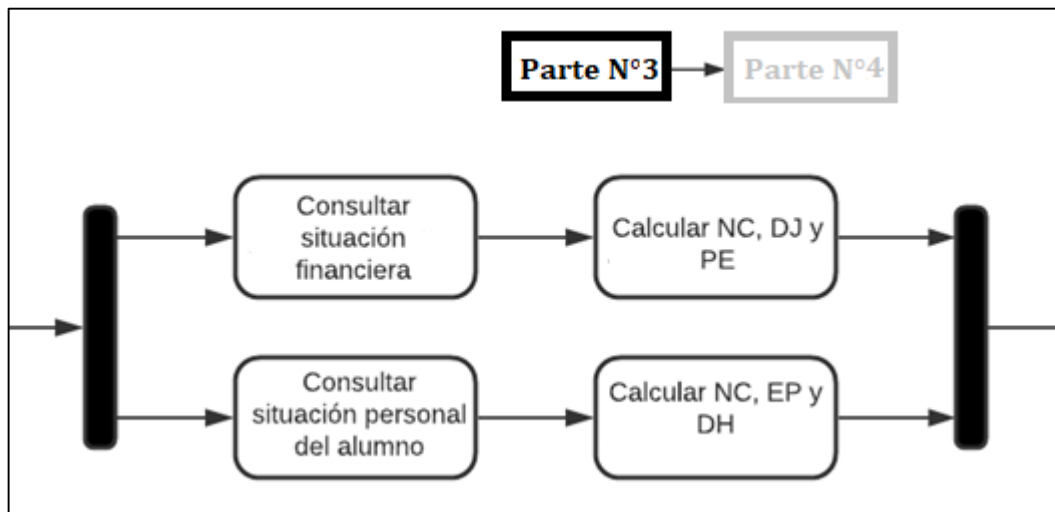 Parte N°3
Parte N°4
Consultar
situación
financiera
Calcular NC, DJ y
PE
Consultar
situación personal
del alumno
Calcular NC, EP y
DH